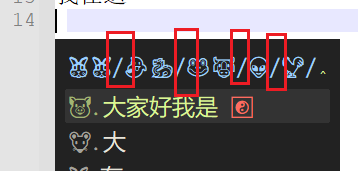 14
/ / / / / ^
. 大家好我是 ☯
. 大